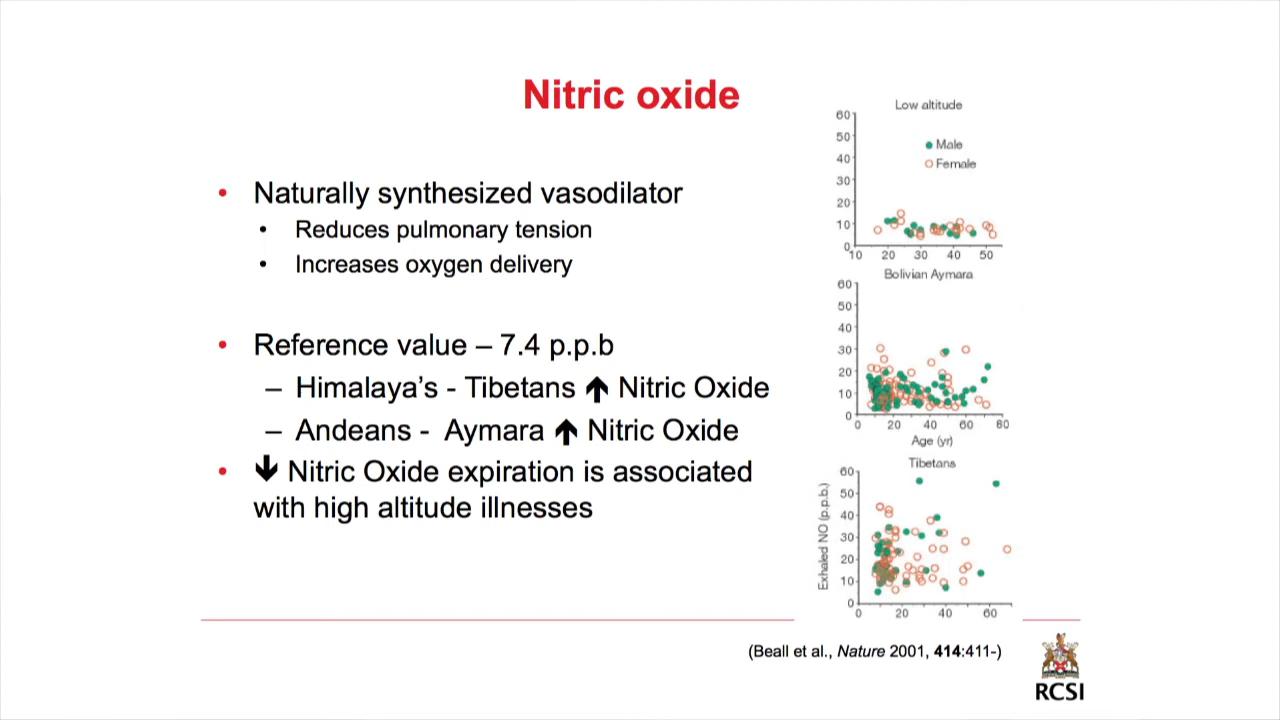 Nitric oxide
• Naturally synthesized vasodilator
• Reduces pulmonary tension
• Increases oxygen delivery
• Reference value – 7.4 p.p.b
– Himalaya's - Tibetans 🡅 Nitric Oxide
– Andeans - Aymara 🡅 Nitric Oxide
• 🡇 Nitric Oxide expiration is associated
with high altitude illnesses
Low altitude
60
50
40
30
20
10
0
Male
Female
10 20 30 40 50
Bolivian Aymara
60
50
40
30
20
10
0
0 20 40 60 80
Age (yr)
Tibetans
Exhaled NO (p.p.b.)
60
50
40
30
20
10
0
0 20 40 60
(Beall et al., Nature 2001, 414:411-)
RCSI